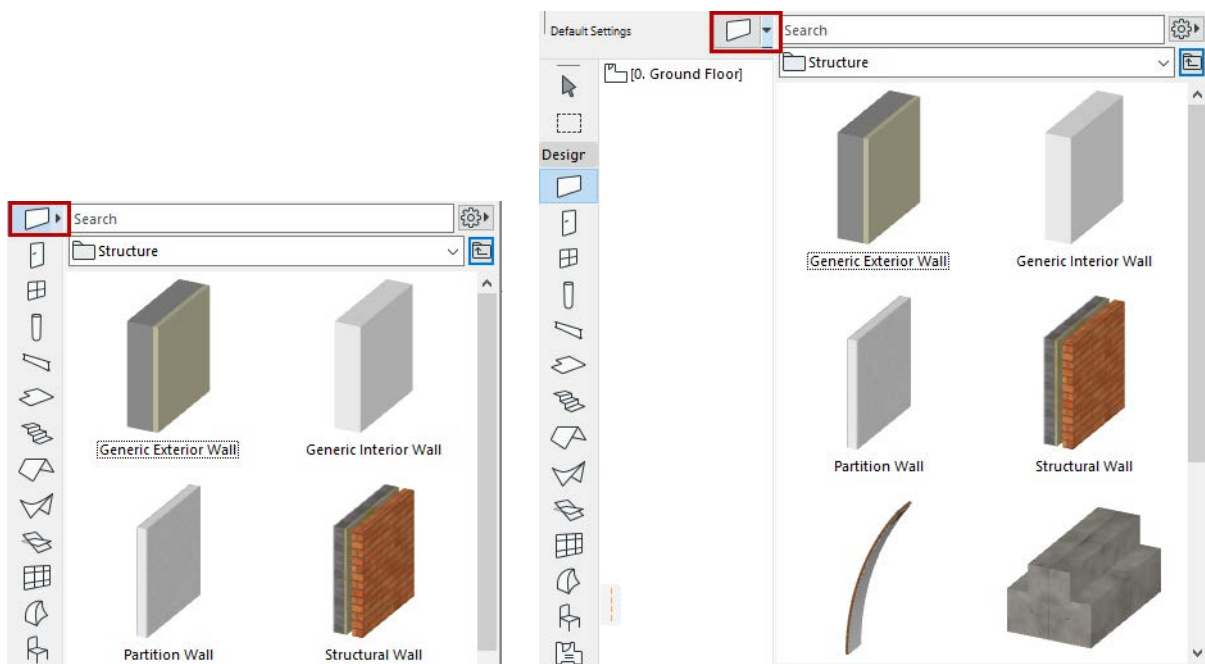 Search
Structure
Generic Exterior Wall
Generic Interior Wall
Partition Wall
Structural Wall
Default Settings
Search
[0. Ground Floor]
Structure
Design
Generic Exterior Wall
Generic Interior Wall
Partition Wall
Structural Wall